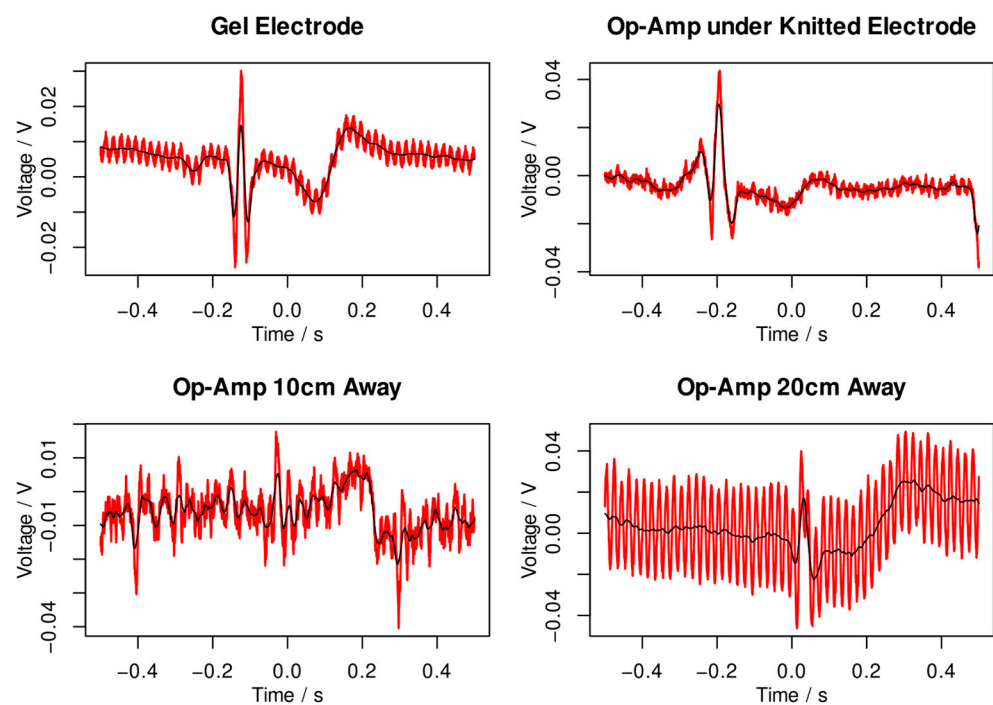 Gel Electrode
Voltage / V
0.02
0.00
−0.02
−0.4 −0.2 0.0 0.2 0.4
Time / s
Op-Amp under Knitted Electrode
Voltage / V
0.04
0.00
−0.04
−0.4 −0.2 0.0 0.2 0.4
Time / s
Op-Amp 10cm Away
Voltage / V
0.01
−0.01
−0.04
−0.4 −0.2 0.0 0.2 0.4
Time / s
Op-Amp 20cm Away
Voltage / V
0.04
0.00
−0.04
−0.4 −0.2 0.0 0.2 0.4
Time / s